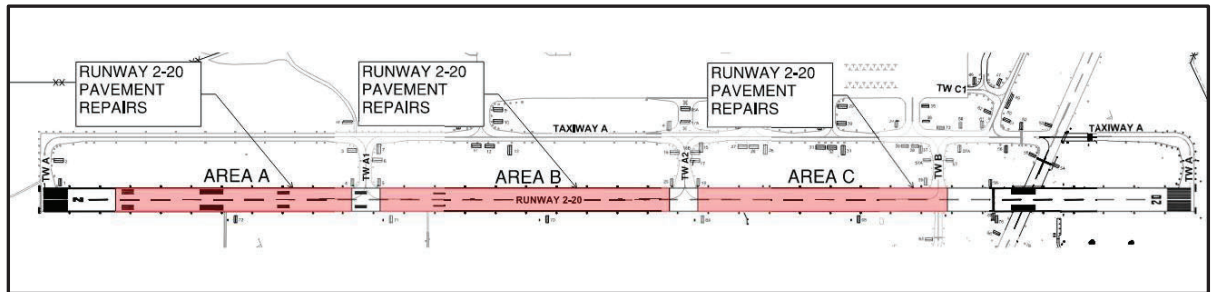 RUNWAY 2-20
PAVEMENT
REPAIRS
RUNWAY 2-20
PAVEMENT
REPAIRS
RUNWAY 2-20
PAVEMENT
REPAIRS
XX
TW C1
TAXIWAY A
TAXIWAY A
TW A
TW A1
TW A2
TW B
TW A
AREA A
AREA B
AREA C
2
RUNWAY 2-20
20